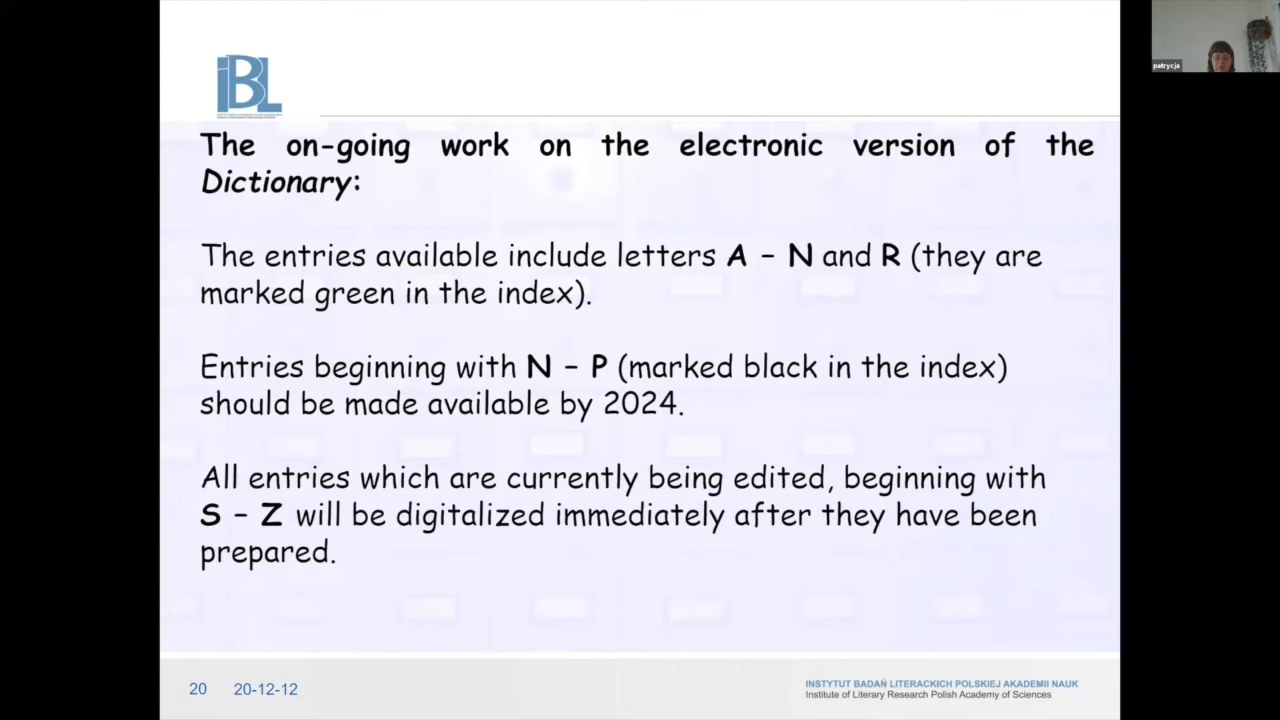 patrycja
iBL
The on-going work on the electronic version of the
Dictionary:
The entries available include letters A – N and R (they are
marked green in the index).
Entries beginning with N – P (marked black in the index)
should be made available by 2024.
All entries which are currently being edited, beginning with
S – Z will be digitalized immediately after they have been
prepared.
20 20-12-12
INSTYTUT BADAŃ LITERACKICH POLSKIEJ AKADEMII NAUK
Institute of Literary Research Polish Academy of Sciences